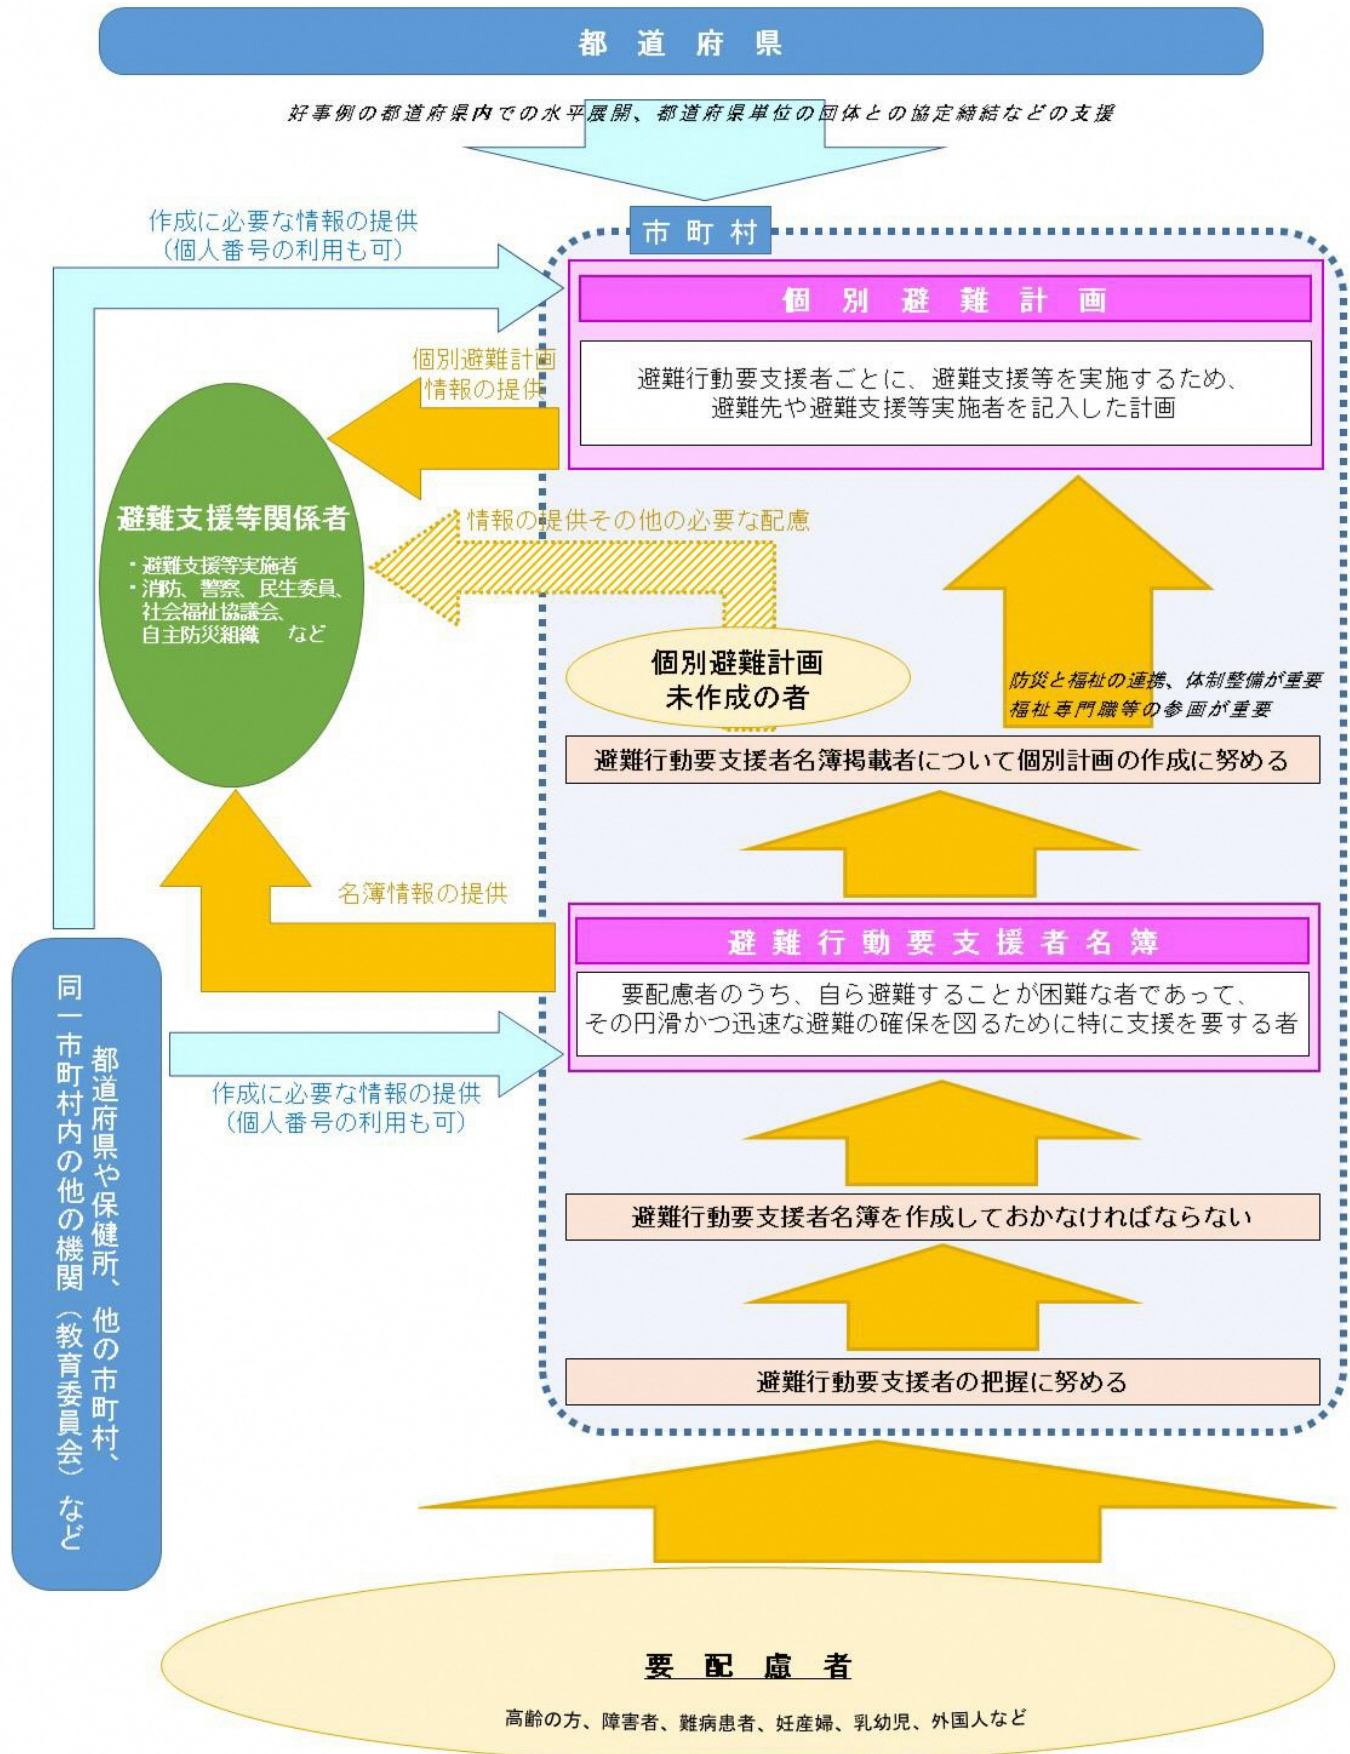 都道府県
好事例の都道府県内での水平展開、都道府県単位の団体との協定締結などの支援
市町村
作成に必要な情報の提供
（個人番号の利用も可）
個別避難計画
避難行動要支援者ごとに、避難支援等を実施するため、
避難先や避難支援等実施者を記入した計画
個別避難計画
情報の提供
避難支援等関係者
・避難支援等実施者
・消防、警察、民生委員、
社会福祉協議会、
自主防災組織　など
情報の提供その他の必要な配慮
個別避難計画
未作成の者
防災と福祉の連携、体制整備が重要
福祉専門職等の参画が重要
避難行動要支援者名簿掲載者について個別計画の作成に努める
名簿情報の提供
避難行動要支援者名簿
要配慮者のうち、自ら避難することが困難な者であって、
その円滑かつ迅速な避難の確保を図るために特に支援を要する者
都道府県や保健所、他の市町村、
同一市町村内の他の機関（教育委員会）など
作成に必要な情報の提供
（個人番号の利用も可）
避難行動要支援者名簿を作成しておかなければならない
避難行動要支援者の把握に努める
要配慮者
高齢の方、障害者、難病患者、妊産婦、乳幼児、外国人など